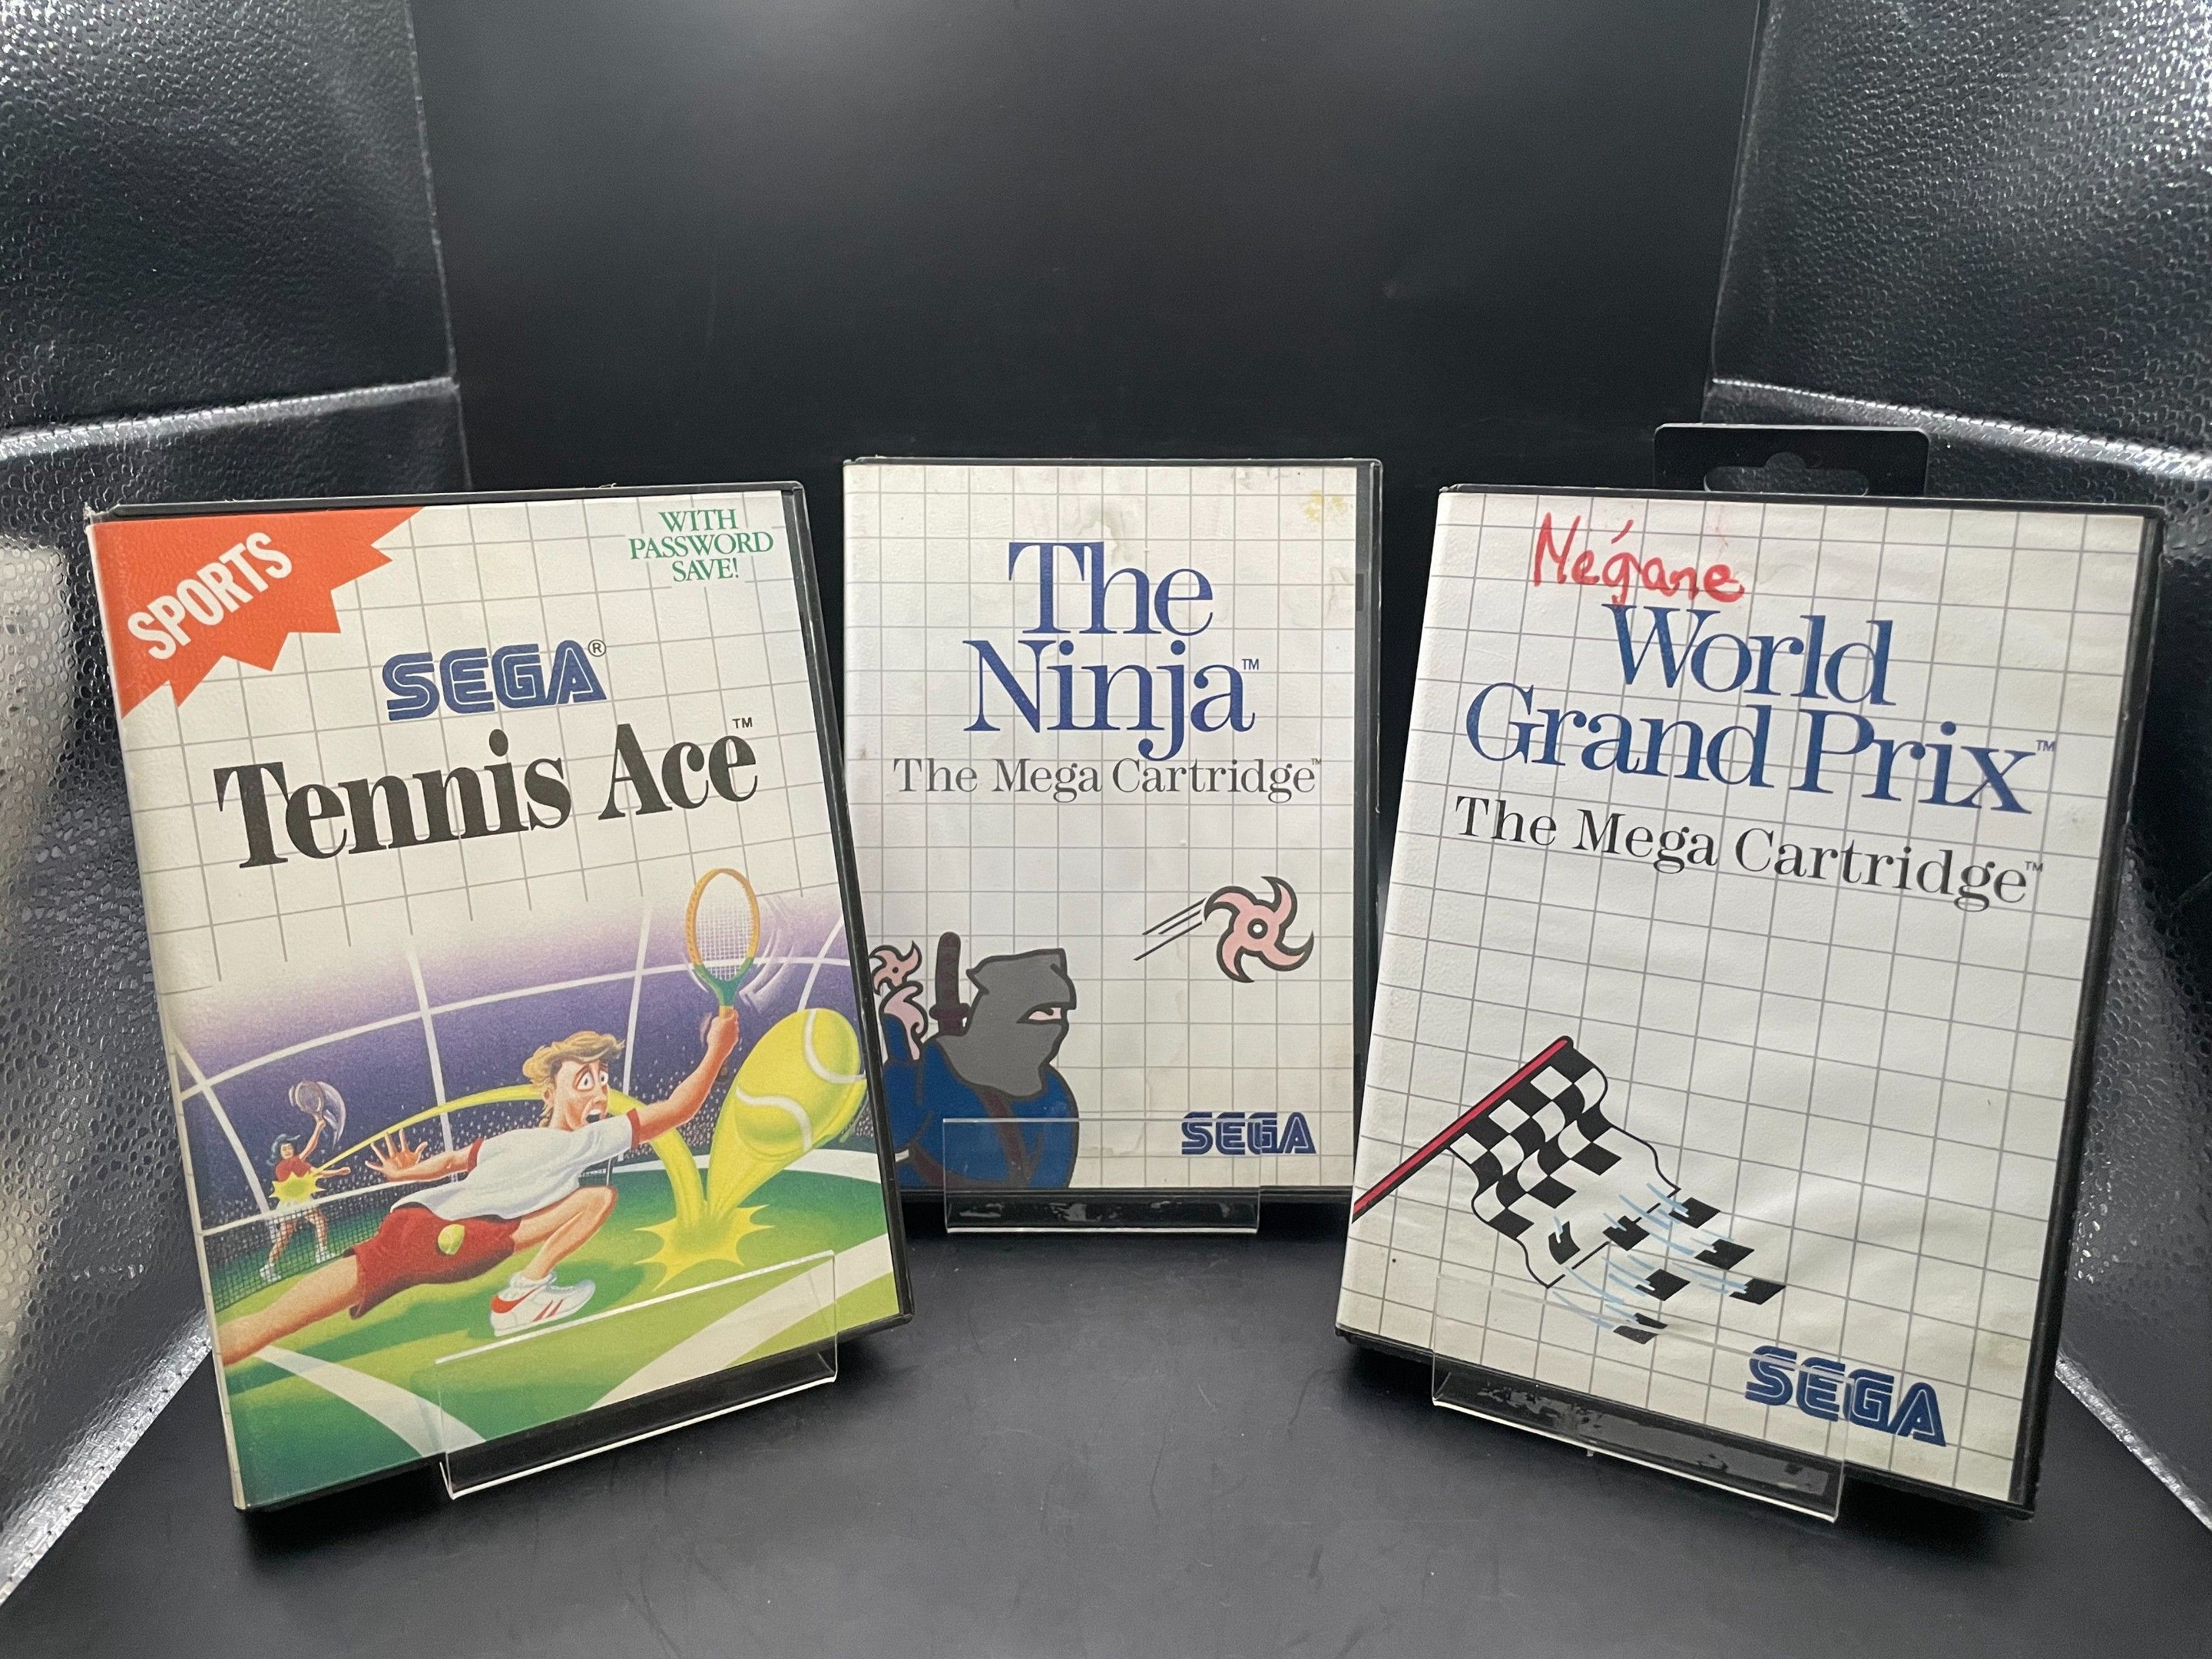 SPORTS
WITH
PASSWORD
SAVE!
SEGA®
Tennis Ace™
The
Ninja™
The Mega Cartridge™
SEGA
Mégane
World
Grand Prix™
The Mega Cartridge™
SEGA